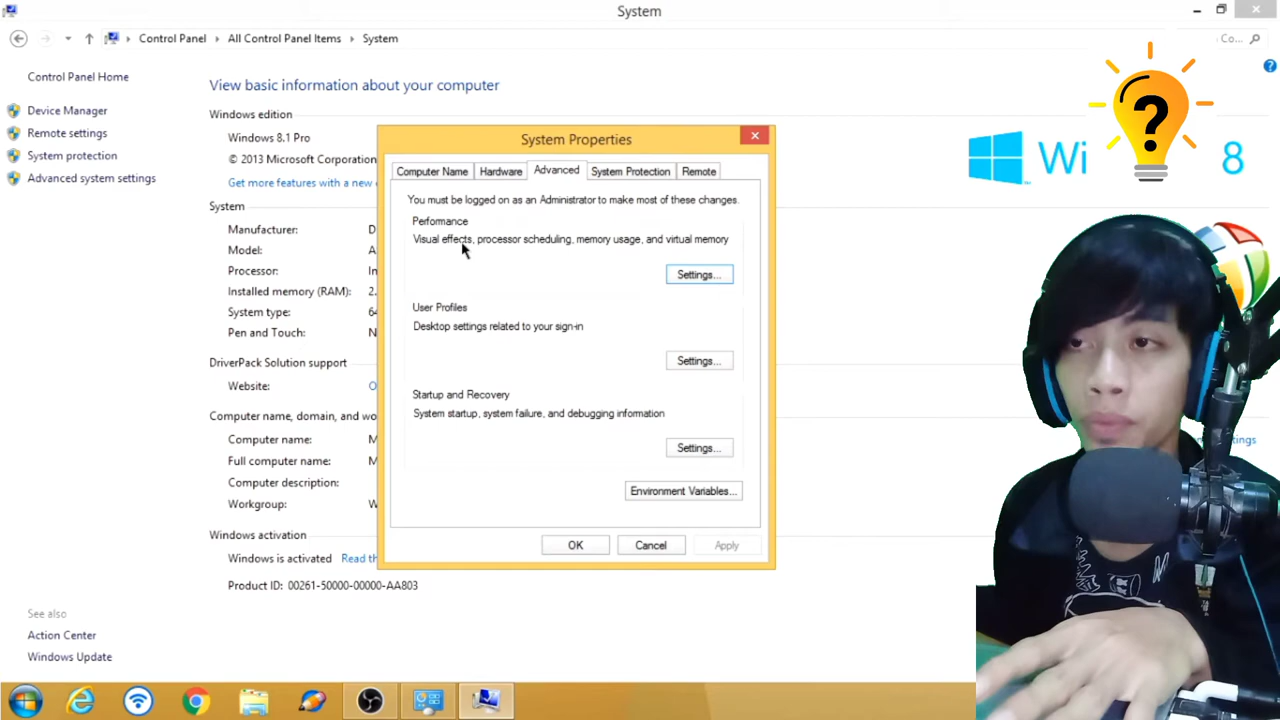 System
Control Panel
All Control Panel Items
System
Co...
Control Panel Home
Device Manager
Remote settings
System protection
Advanced system settings
See also
Action Center
Windows Update
View basic information about your computer
Windows edition
Windows 8.1 Pro
© 2013 Microsoft Corporation
Get more features with a new
System
Manufacturer: D
Model: A
Processor: In
Installed memory (RAM): 2.
System type: 64
Pen and Touch: N
DriverPack Solution support
Website: O
Computer name, domain, and wo
Computer name: M
Full computer name: M
Computer description:
Workgroup: W
Windows activation
Windows is activated Read th
Product ID: 00261-50000-00000-AA803
System Properties
Computer Name
Hardware
Advanced
System Protection
Remote
You must be logged on as an Administrator to make most of these changes.
Performance
Visual effects, processor scheduling, memory usage, and virtual memory
Settings...
User Profiles
Desktop settings related to your sign-in
Settings...
Startup and Recovery
System startup, system failure, and debugging information
Settings...
Environment Variables...
OK
Cancel
Apply
Wi 8
?
ettings